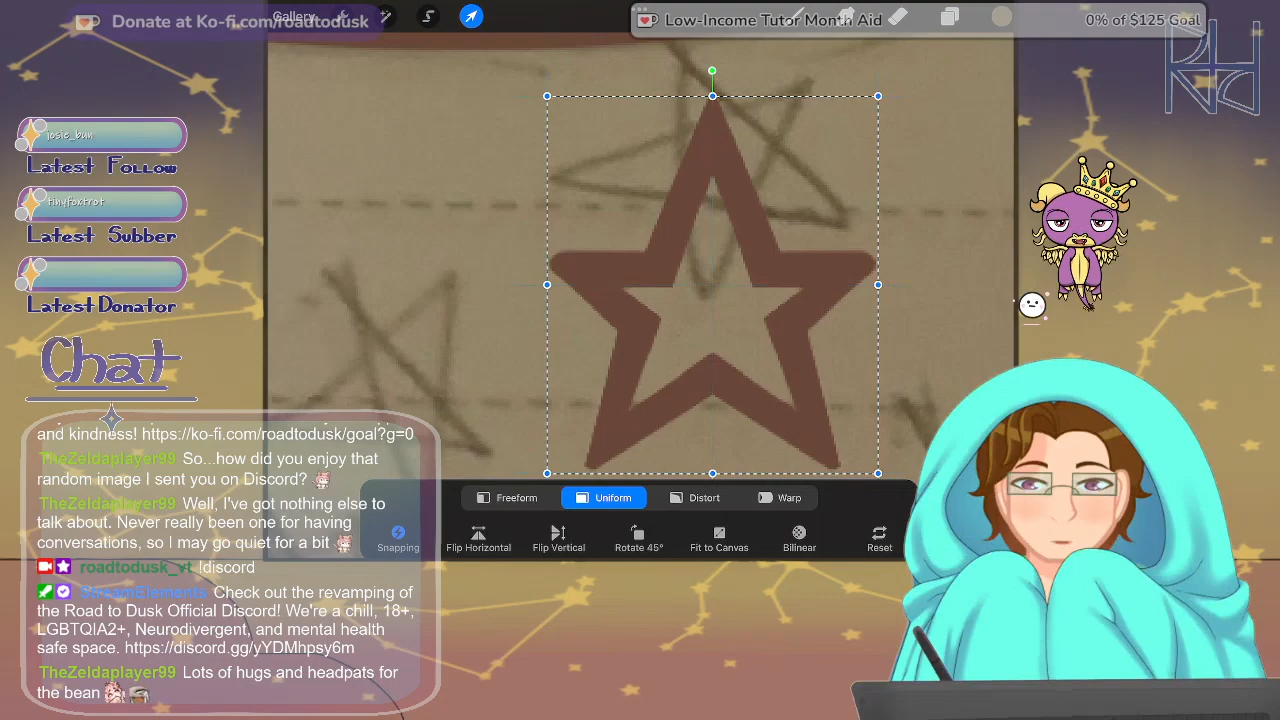 Donate at Ko-fi.com/roadtodusk
Gallery
Low-Income Tutor Month Aid
0% of $125 Goal
josie_bun
Latest Follow
tinyfoxtrot
Latest Subber
Latest Donator
Chat
and kindness! https://ko-fi.com/roadtodusk/goal?g=0
TheZeldaplayer99 So...how did you enjoy that
random image I sent you on Discord?
TheZeldaplayer99 Well, I've got nothing else to
talk about. Never really been one for having
conversations, so I may go quiet for a bit
roadtodusk_vt !discord
StreamElements Check out the revamping of
the Road to Dusk Official Discord! We're a chill, 18+,
LGBTQIA2+, Neurodivergent, and mental health
safe space. https://discord.gg/yYDMhpsy6m
TheZeldaplayer99 Lots of hugs and headpats for
the bean
Freeform
Uniform
Distort
Warp
Snapping
Flip Horizontal
Flip Vertical
Rotate 45°
Fit to Canvas
Bilinear
Reset